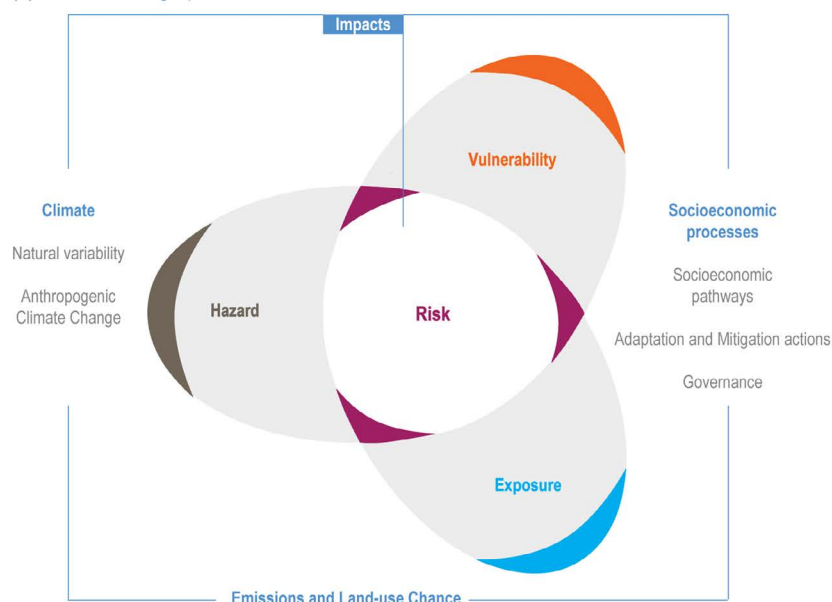 Impacts
Vulnerability
Climate
Natural variability
Anthropogenic
Climate Change
Hazard
Risk
Socioeconomic
processes
Socioeconomic
pathways
Adaptation and Mitigation actions
Governance
Exposure
Emissions and Land-use Chance